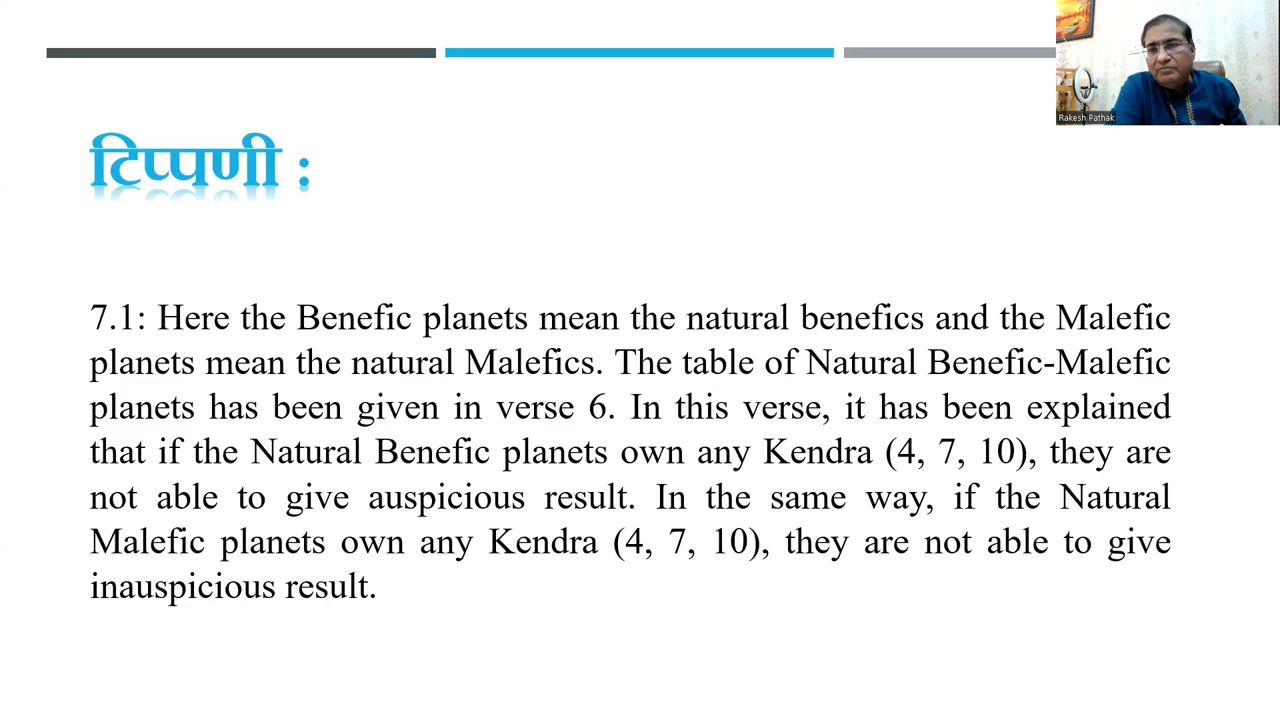 Rakesh Pathak
टिप्पणी :
7.1: Here the Benefic planets mean the natural benefics and the Malefic
planets mean the natural Malefics. The table of Natural Benefic-Malefic
planets has been given in verse 6. In this verse, it has been explained
that if the Natural Benefic planets own any Kendra (4, 7, 10), they are
not able to give auspicious result. In the same way, if the Natural
Malefic planets own any Kendra (4, 7, 10), they are not able to give
inauspicious result.